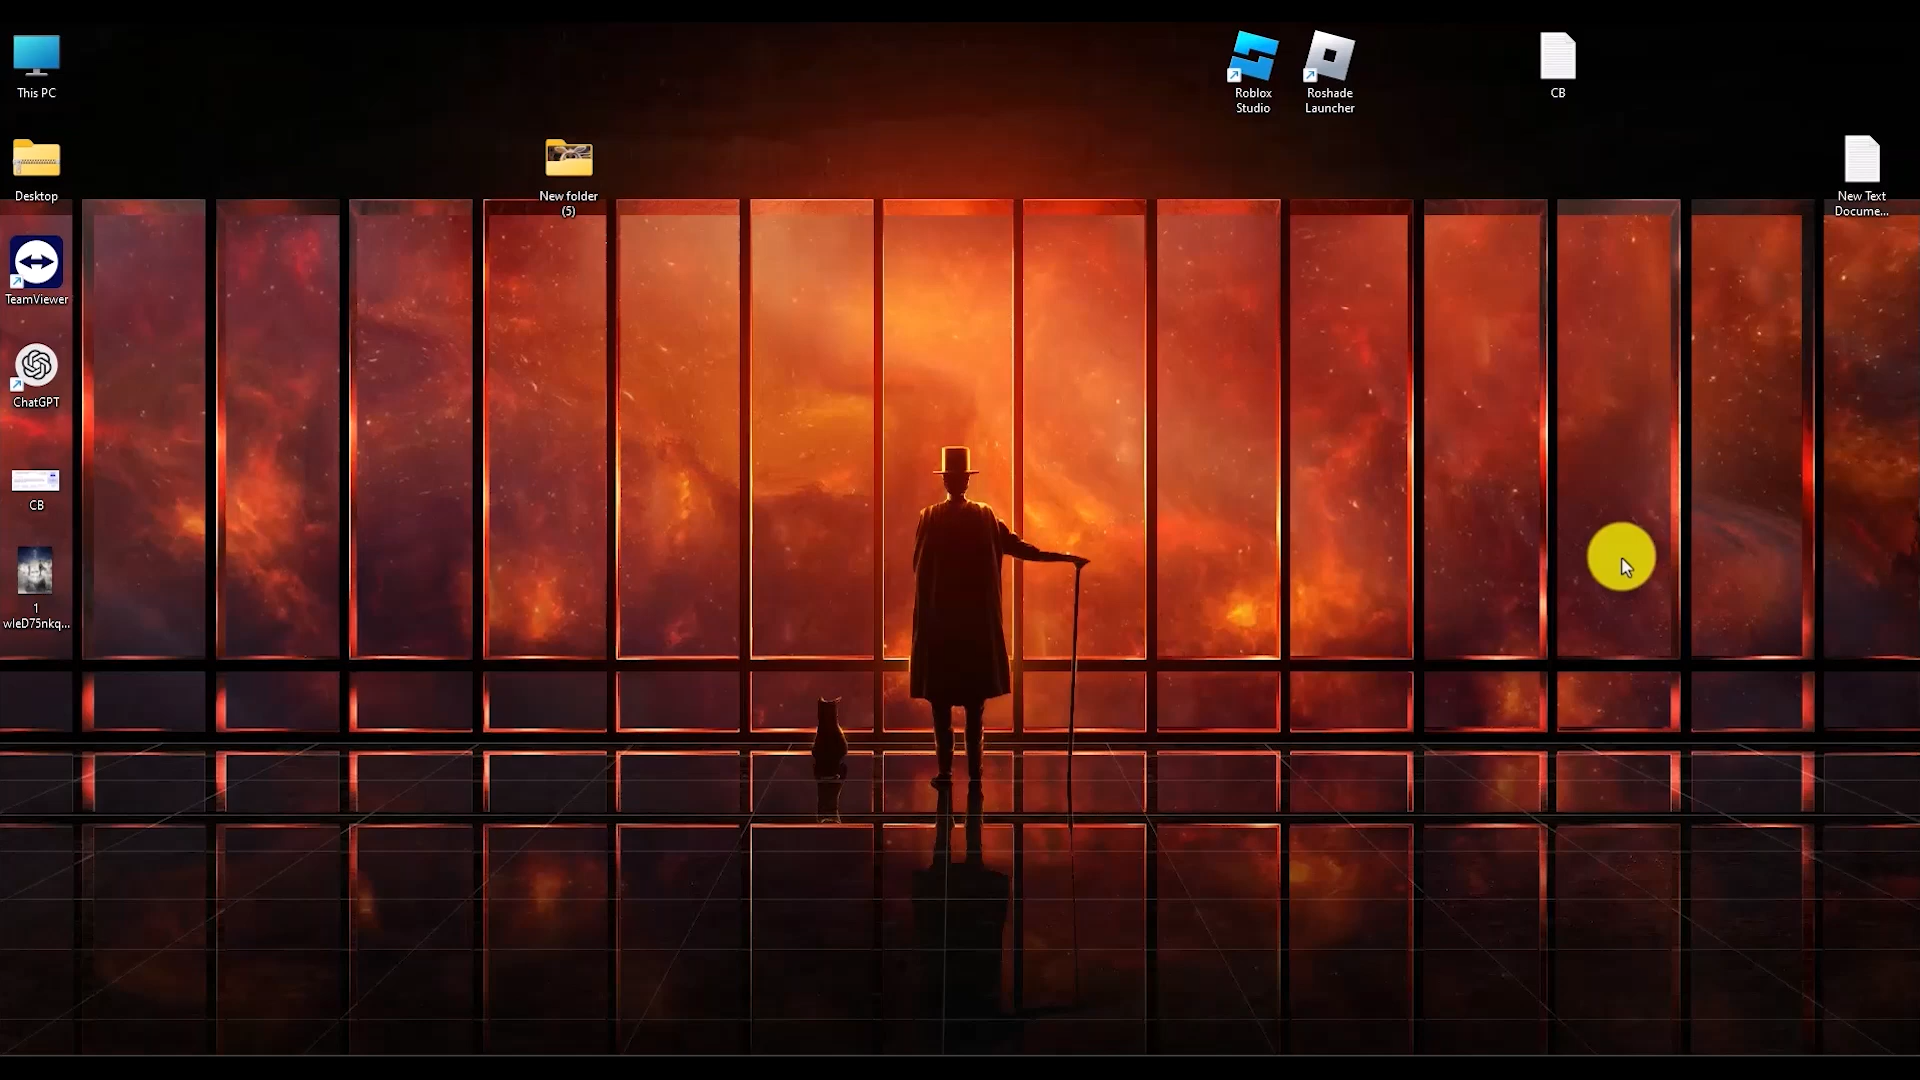 This PC
Roblox
Studio
Roshade
Launcher
CB
Desktop
New folder
(5)
New Text
Docume...
TeamViewer
ChatGPT
CB
1
wleD75nkq...